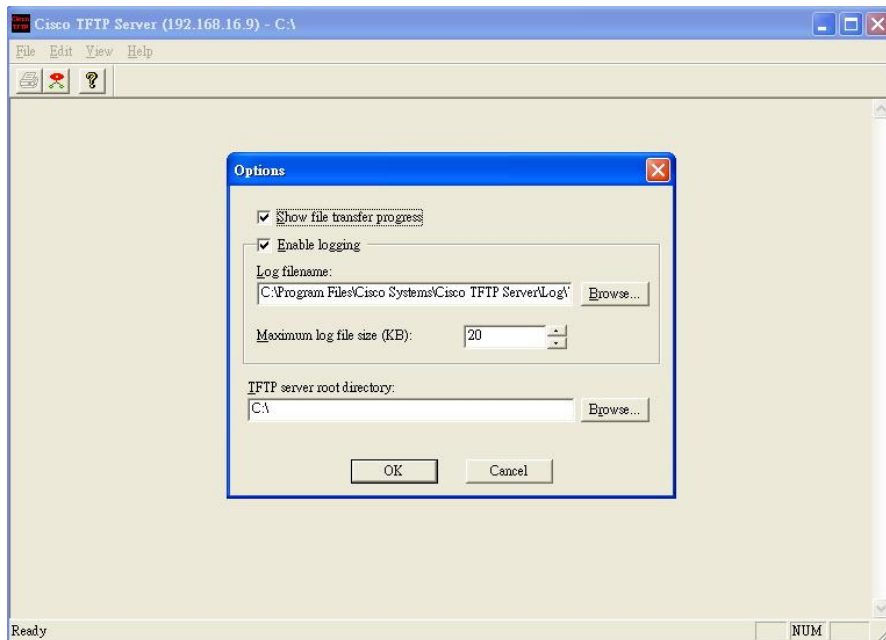 Cisco TFTP Server (192.168.16.9) - C:\
File Edit View Help
Options
Show file transfer progress
Enable logging
Log filename:
C:\Program Files\Cisco Systems\Cisco TFTP Server\Log\
Browse...
Maximum log file size (KB):
20
TFTP server root directory:
C:\
Browse...
OK
Cancel
Ready
NUM